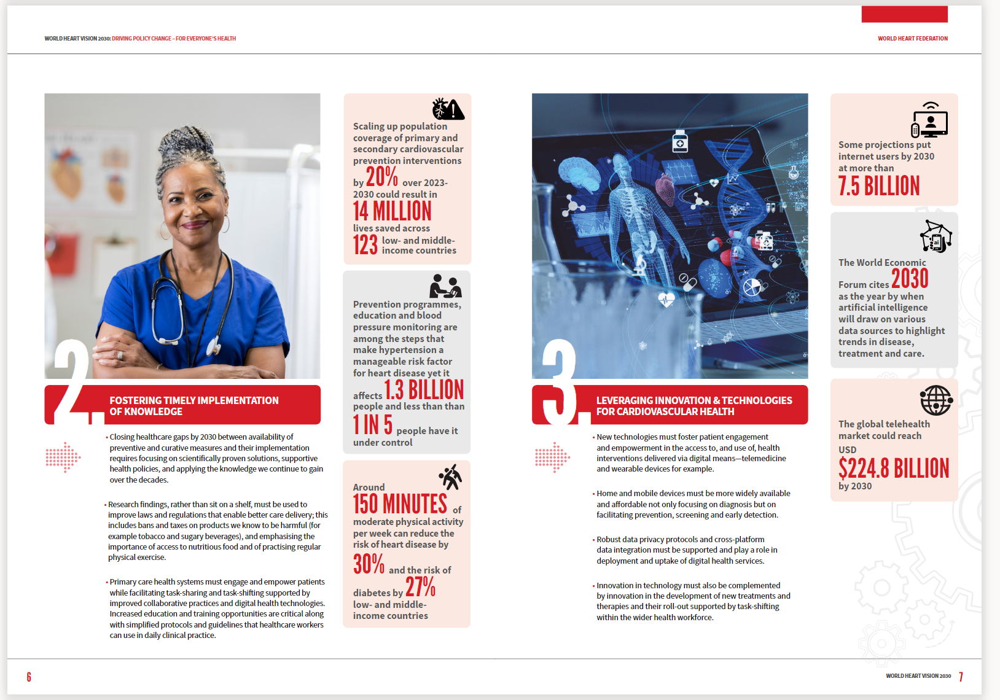 WORLD HEART VISION 2030: DRIVING POLICY CHANGE – FOR EVERYONE'S HEALTH
2.
FOSTERING TIMELY IMPLEMENTATION
OF KNOWLEDGE
• Closing healthcare gaps by 2030 between availability of
preventive and curative measures and their implementation
requires focusing on scientifically proven solutions, supportive
health policies, and applying the knowledge we continue to gain
over the decades.
• Research findings, rather than sit on a shelf, must be used to
improve laws and regulations that enable better care delivery; this
includes bans and taxes on products we know to be harmful (for
example tobacco and sugary beverages), and emphasising the
importance of access to nutritious food and of practising regular
physical exercise.
• Primary care health systems must engage and empower patients
while facilitating task-sharing and task-shifting supported by
improved collaborative practices and digital health technologies.
Increased education and training opportunities are critical along
with simplified protocols and guidelines that healthcare workers
can use in daily clinical practice.
Scaling up population
coverage of primary and
secondary cardiovascular
prevention interventions
by 20% over 2023-
2030 could result in
14 MILLION
lives saved across
123 low- and middle-
income countries
Prevention programmes,
education and blood
pressure monitoring are
among the steps that
make hypertension a
manageable risk factor
for heart disease yet it
affects 1.3 BILLION
people and less than than
1 IN 5 people have it
under control
Around
150 MINUTES of
moderate physical activity
per week can reduce the
risk of heart disease by
30% and the risk of
diabetes by 27%
low- and middle-
income countries
6
WORLD HEART FEDERATION
3.
LEVERAGING INNOVATION & TECHNOLOGIES
FOR CARDIOVASCULAR HEALTH
• New technologies must foster patient engagement
and empowerment in the access to, and use of, health
interventions delivered via digital means—telemedicine
and wearable devices for example.
• Home and mobile devices must be more widely available
and affordable not only focusing on diagnosis but on
facilitating prevention, screening and early detection.
• Robust data privacy protocols and cross-platform
data integration must be supported and play a role in
deployment and uptake of digital health services.
• Innovation in technology must also be complemented
by innovation in the development of new treatments and
therapies and their roll-out supported by task-shifting
within the wider health workforce.
Some projections put
internet users by 2030
at more than
7.5 BILLION
ai
The World Economic
Forum cites 2030
as the year by when
artificial intelligence
will draw on various
data sources to highlight
trends in disease,
treatment and care.
The global telehealth
market could reach
USD
$224.8 BILLION
by 2030
WORLD HEART VISION 2030 7